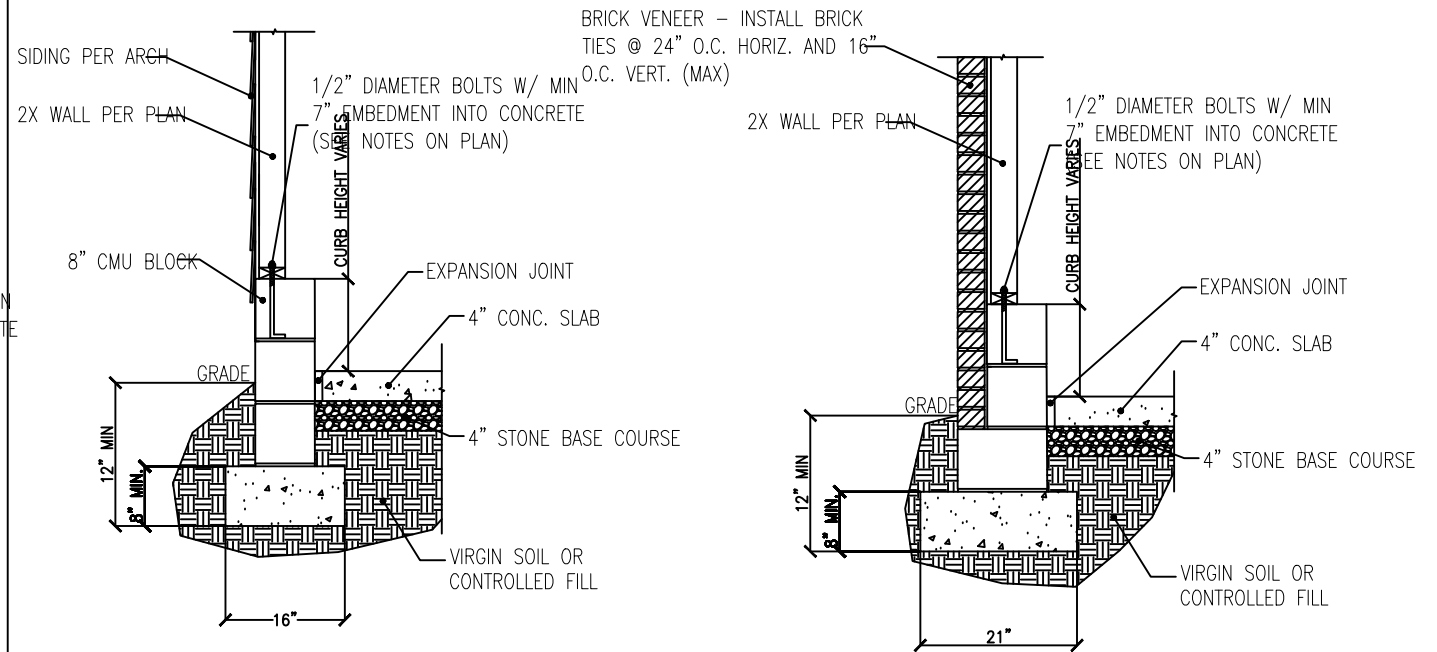 SIDING PER ARCH
2X WALL PER PLAN
1/2" DIAMETER BOLTS W/ MIN
7" EMBEDMENT INTO CONCRETE
(SEE NOTES ON PLAN)
CURB HEIGHT VARIES
8" CMU BLOCK
EXPANSION JOINT
4" CONC. SLAB
GRADE
4" STONE BASE COURSE
12" MIN
8" MIN.
VIRGIN SOIL OR
CONTROLLED FILL
16"
N
TE
BRICK VENEER – INSTALL BRICK
TIES @ 24" O.C. HORIZ. AND 16"
O.C. VERT. (MAX)
2X WALL PER PLAN
1/2" DIAMETER BOLTS W/ MIN
7" EMBEDMENT INTO CONCRETE
(SEE NOTES ON PLAN)
CURB HEIGHT VARIES
EXPANSION JOINT
4" CONC. SLAB
GRADE
4" STONE BASE COURSE
12" MIN
8" MIN.
VIRGIN SOIL OR
CONTROLLED FILL
21"